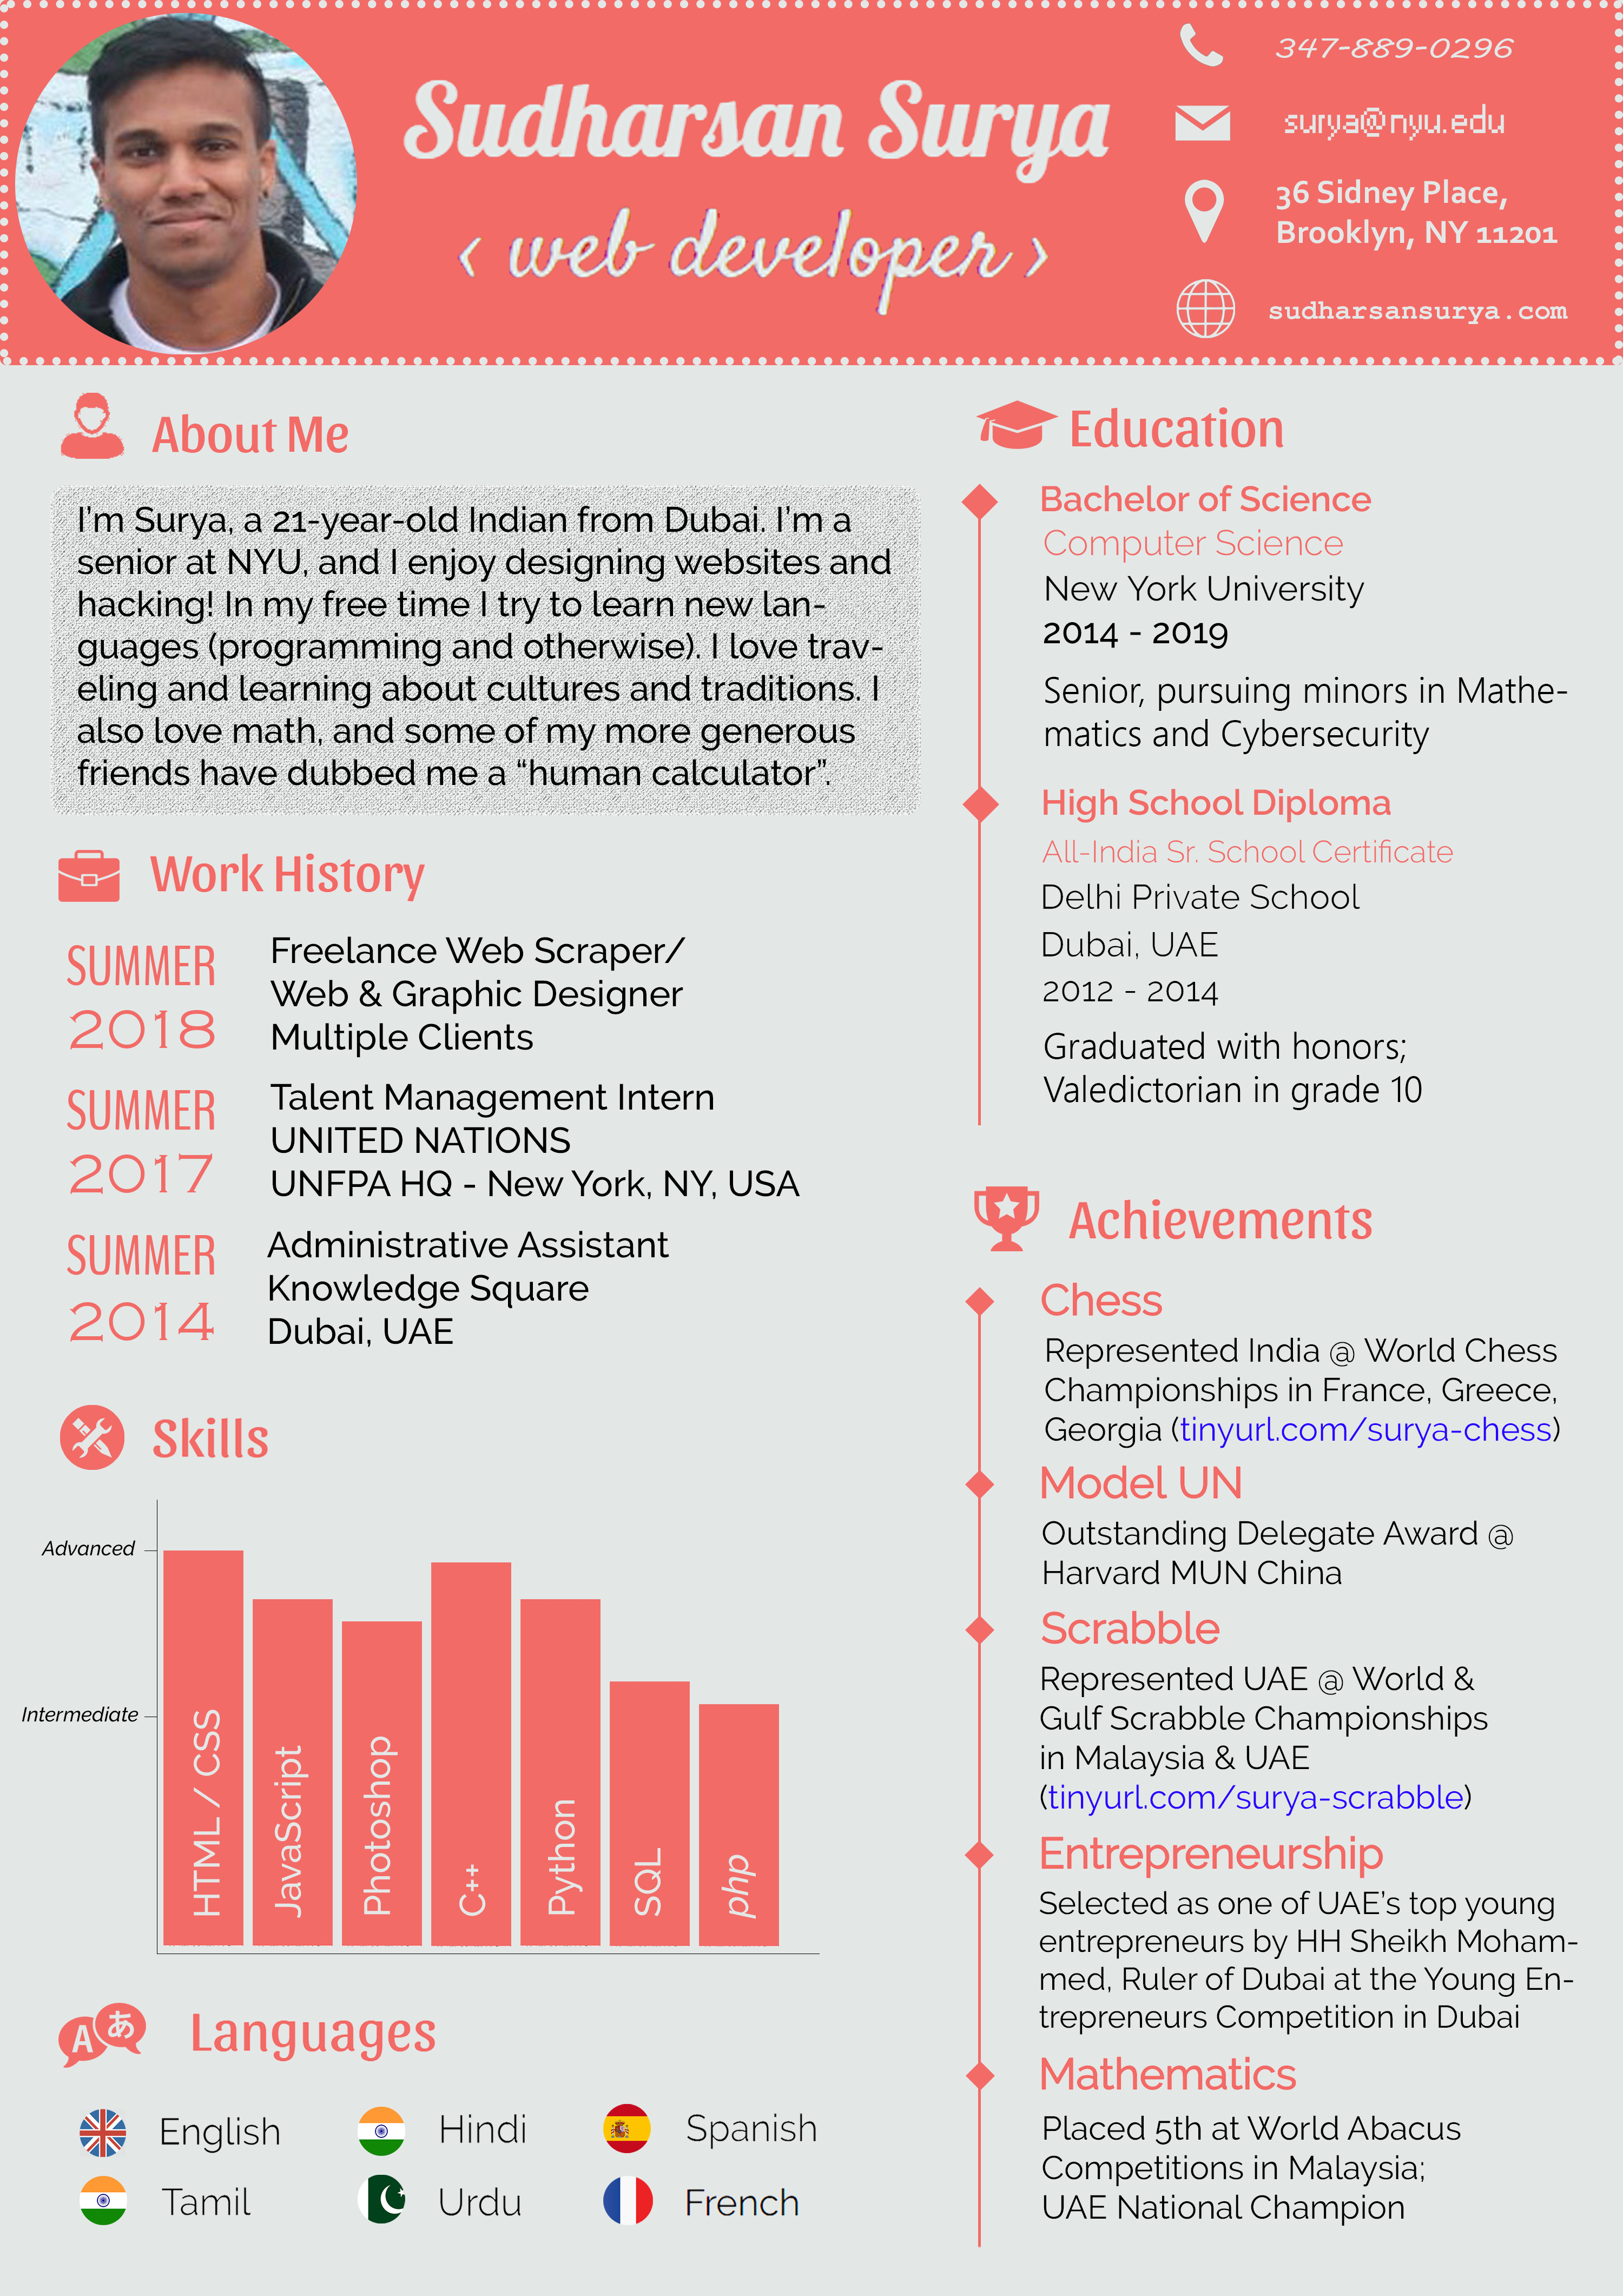 Sudharsan Surya
< web developer >
347-889-0296
surya@nyu.edu
36 Sidney Place,
Brooklyn, NY 11201
sudharsansurya.com
About Me
I'm Surya, a 21-year-old Indian from Dubai. I'm a
senior at NYU, and I enjoy designing websites and
hacking! In my free time I try to learn new lan-
guages (programming and otherwise). I love trav-
eling and learning about cultures and traditions. I
also love math, and some of my more generous
friends have dubbed me a “human calculator”.
Work History
SUMMER
2018
Freelance Web Scraper/
Web & Graphic Designer
Multiple Clients
SUMMER
2017
Talent Management Intern
UNITED NATIONS
UNFPA HQ - New York, NY, USA
SUMMER
2014
Administrative Assistant
Knowledge Square
Dubai, UAE
Skills
Advanced
Intermediate
HTML / CSS
JavaScript
Photoshop
C++
Python
SQL
php
A あ
Languages
English
Hindi
Spanish
Tamil
Urdu
French
Education
Bachelor of Science
Computer Science
New York University
2014 - 2019
Senior, pursuing minors in Mathe-
matics and Cybersecurity
High School Diploma
All-India Sr. School Certificate
Delhi Private School
Dubai, UAE
2012 - 2014
Graduated with honors;
Valedictorian in grade 10
Achievements
Chess
Represented India @ World Chess
Championships in France, Greece,
Georgia (tinyurl.com/surya-chess)
Model UN
Outstanding Delegate Award @
Harvard MUN China
Scrabble
Represented UAE @ World &
Gulf Scrabble Championships
in Malaysia & UAE
(tinyurl.com/surya-scrabble)
Entrepreneurship
Selected as one of UAE's top young
entrepreneurs by HH Sheikh Moham-
med, Ruler of Dubai at the Young En-
trepreneurs Competition in Dubai
Mathematics
Placed 5th at World Abacus
Competitions in Malaysia;
UAE National Champion